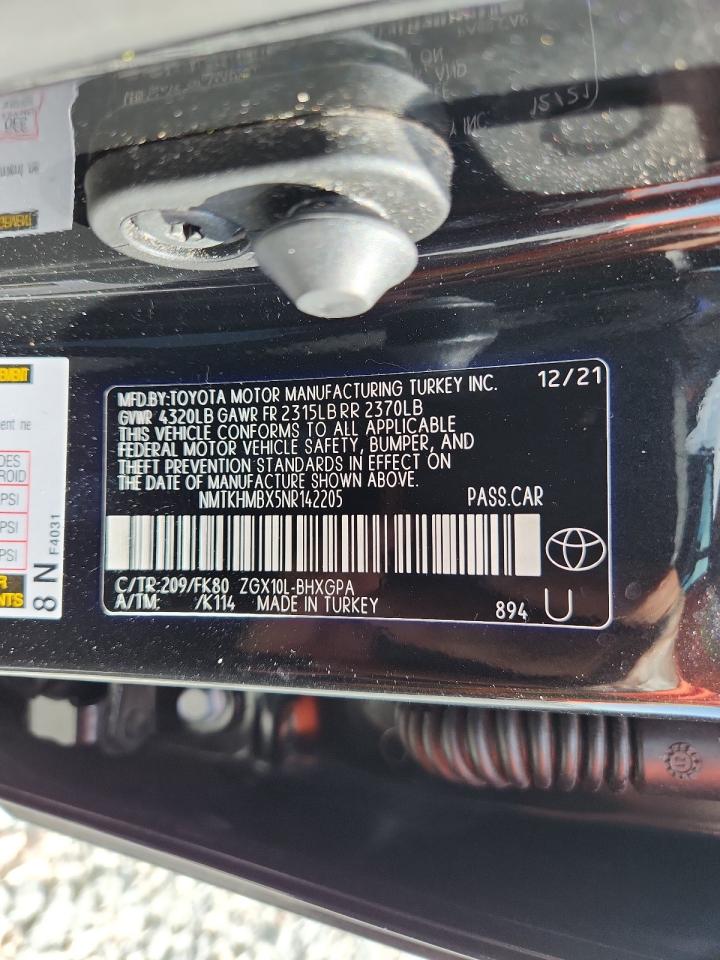 MFD.BY:TOYOTA MOTOR MANUFACTURING TURKEY INC. 12/21
GVWR 4320LB GAWR FR 2315LB RR 2370LB
THIS VEHICLE CONFORMS TO ALL APPLICABLE
FEDERAL MOTOR VEHICLE SAFETY, BUMPER, AND
THEFT PREVENTION STANDARDS IN EFFECT ON
THE DATE OF MANUFACTURE SHOWN ABOVE.
NMTKHMBX5NR142205 PASS.CAR
C/TR:209/FK80 ZGX10L-BHXGPA
A/TM: /K114 MADE IN TURKEY 894 U
ent ne
PSI
PSI
PSI
8 N F4031